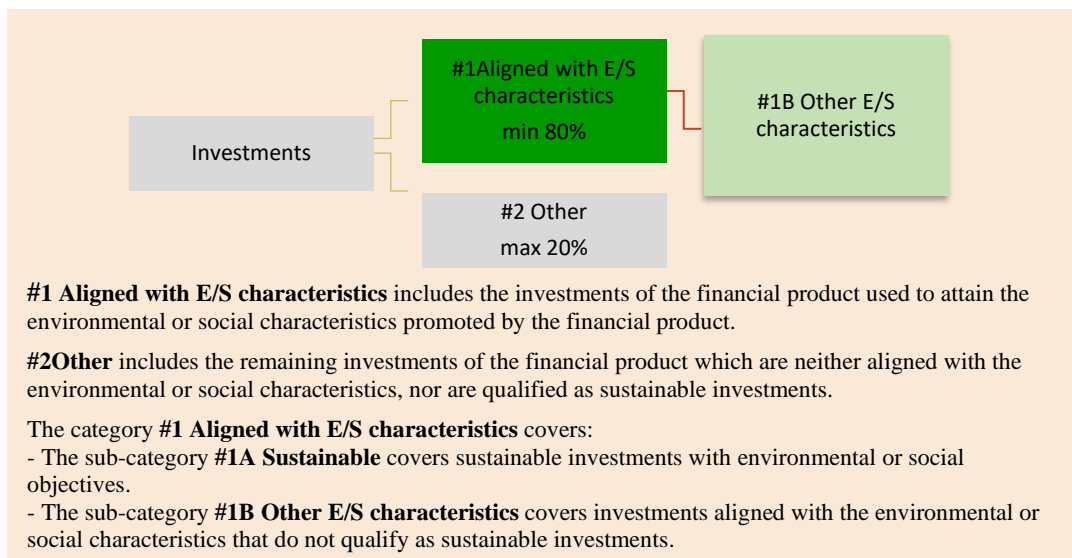 #1Aligned with E/S
characteristics
min 80%
#1B Other E/S
characteristics
Investments
#2 Other
max 20%
#1 Aligned with E/S characteristics includes the investments of the financial product used to attain the
environmental or social characteristics promoted by the financial product.
#2Other includes the remaining investments of the financial product which are neither aligned with the
environmental or social characteristics, nor are qualified as sustainable investments.
The category #1 Aligned with E/S characteristics covers:
- The sub-category #1A Sustainable covers sustainable investments with environmental or social
objectives.
- The sub-category #1B Other E/S characteristics covers investments aligned with the environmental or
social characteristics that do not qualify as sustainable investments.